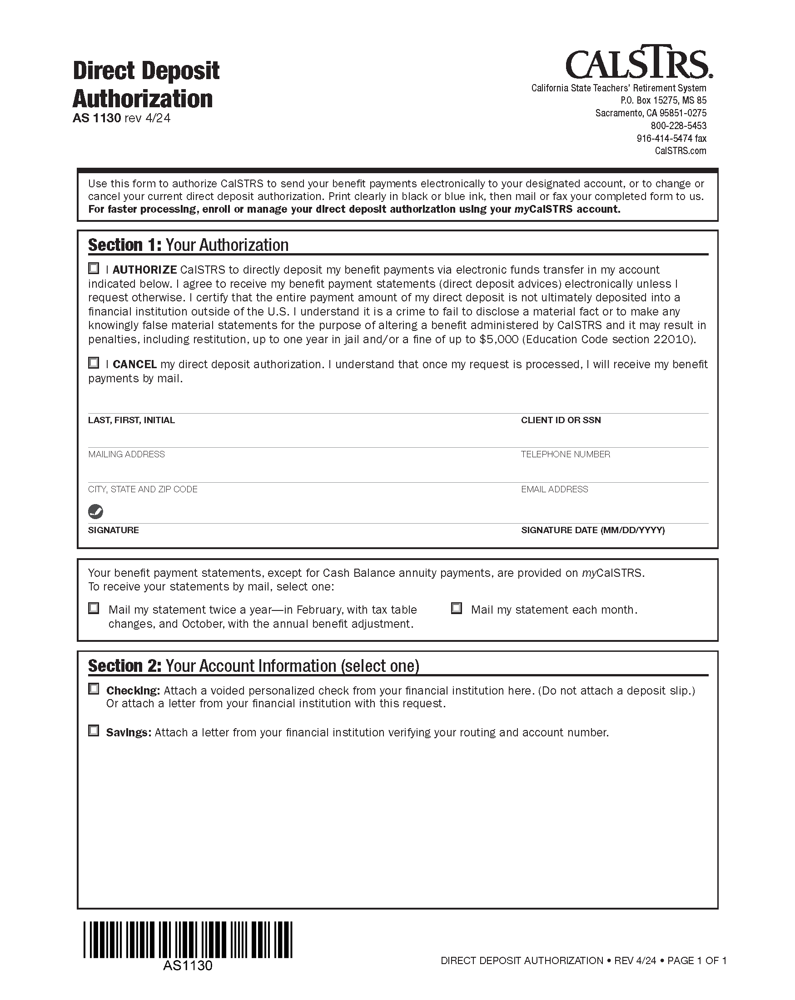 Direct Deposit
Authorization
AS 1130 rev 4/24
CALSTRS®
California State Teachers' Retirement System
P.O. Box 15275, MS 85
Sacramento, CA 95851-0275
800-228-5453
916-414-5474 fax
CalSTRS.com
Use this form to authorize CalSTRS to send your benefit payments electronically to your designated account, or to change or
cancel your current direct deposit authorization. Print clearly in black or blue ink, then mail or fax your completed form to us.
For faster processing, enroll or manage your direct deposit authorization using your myCalSTRS account.
Section 1: Your Authorization
I AUTHORIZE CalSTRS to directly deposit my benefit payments via electronic funds transfer in my account
indicated below. I agree to receive my benefit payment statements (direct deposit advices) electronically unless I
request otherwise. I certify that the entire payment amount of my direct deposit is not ultimately deposited into a
financial institution outside of the U.S. I understand it is a crime to fail to disclose a material fact or to make any
knowingly false material statements for the purpose of altering a benefit administered by CalSTRS and it may result in
penalties, including restitution, up to one year in jail and/or a fine of up to $5,000 (Education Code section 22010).
I CANCEL my direct deposit authorization. I understand that once my request is processed, I will receive my benefit
payments by mail.
LAST, FIRST, INITIAL
CLIENT ID OR SSN
MAILING ADDRESS
TELEPHONE NUMBER
CITY, STATE AND ZIP CODE
EMAIL ADDRESS
SIGNATURE
SIGNATURE DATE (MM/DD/YYYY)
Your benefit payment statements, except for Cash Balance annuity payments, are provided on myCalSTRS.
To receive your statements by mail, select one:
Mail my statement twice a year—in February, with tax table
changes, and October, with the annual benefit adjustment.
Mail my statement each month.
Section 2: Your Account Information (select one)
Checking: Attach a voided personalized check from your financial institution here. (Do not attach a deposit slip.)
Or attach a letter from your financial institution with this request.
Savings: Attach a letter from your financial institution verifying your routing and account number.
AS1130
DIRECT DEPOSIT AUTHORIZATION • REV 4/24 • PAGE 1 OF 1